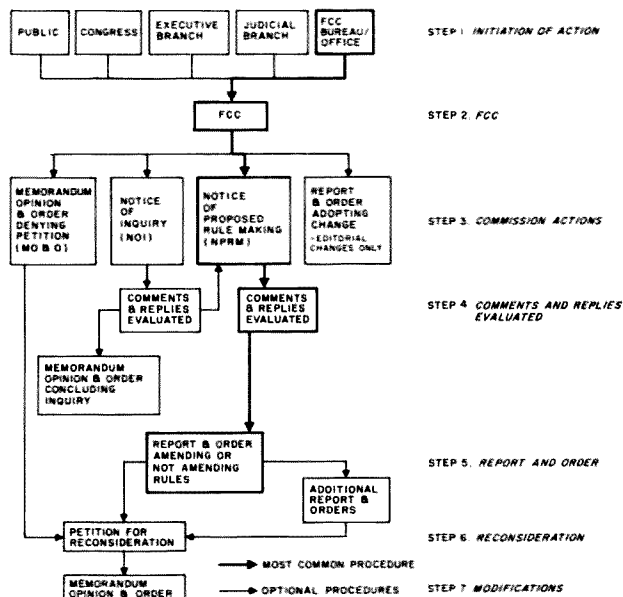 PUBLIC
CONGRESS
EXECUTIVE
BRANCH
JUDICIAL
BRANCH
FCC
BUREAU/
OFFICE
STEP 1. INITIATION OF ACTION
FCC
STEP 2. FCC
MEMORANDUM
OPINION
& ORDER
DENYING
PETITION
(MO & O)
NOTICE
OF
INQUIRY
(NOI)
NOTICE
OF
PROPOSED
RULE MAKING
(NPRM)
REPORT
& ORDER
ADOPTING
CHANGE
-EDITORIAL
CHANGES ONLY
STEP 3. COMMISSION ACTIONS
COMMENTS
& REPLIES
EVALUATED
COMMENTS
& REPLIES
EVALUATED
STEP 4 COMMENTS AND REPLIES
EVALUATED
MEMORANDUM
OPINION & ORDER
CONCLUDING
INQUIRY
REPORT & ORDER
AMENDING OR
NOT AMENDING
RULES
STEP 5. REPORT AND ORDER
ADDITIONAL
REPORT &
ORDERS
PETITION FOR
RECONSIDERATION
STEP 6. RECONSIDERATION
MOST COMMON PROCEDURE
MEMORANDUM
OPINION & ORDER
OPTIONAL PROCEDURES
STEP 7 MODIFICATIONS